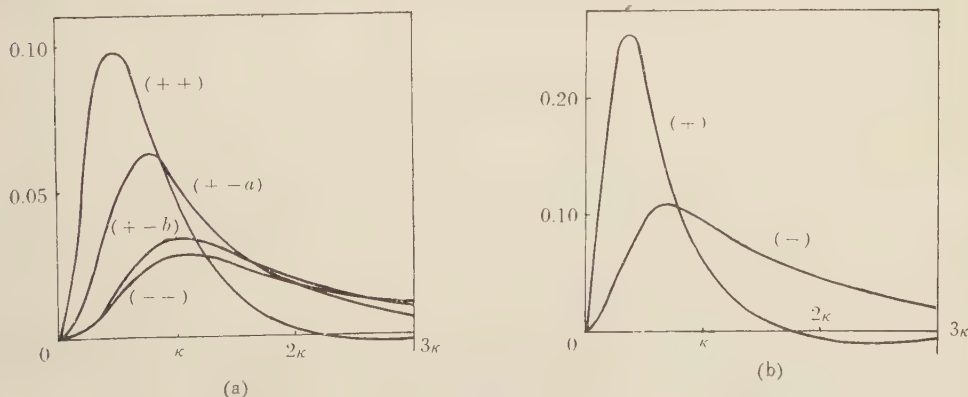 0.10
(++)
0.05
(+-a)
(+-b)
(--)
0
κ
2κ
3κ
(a)
0.20
(+)
0.10
(-)
0
κ
2κ
3κ
(b)